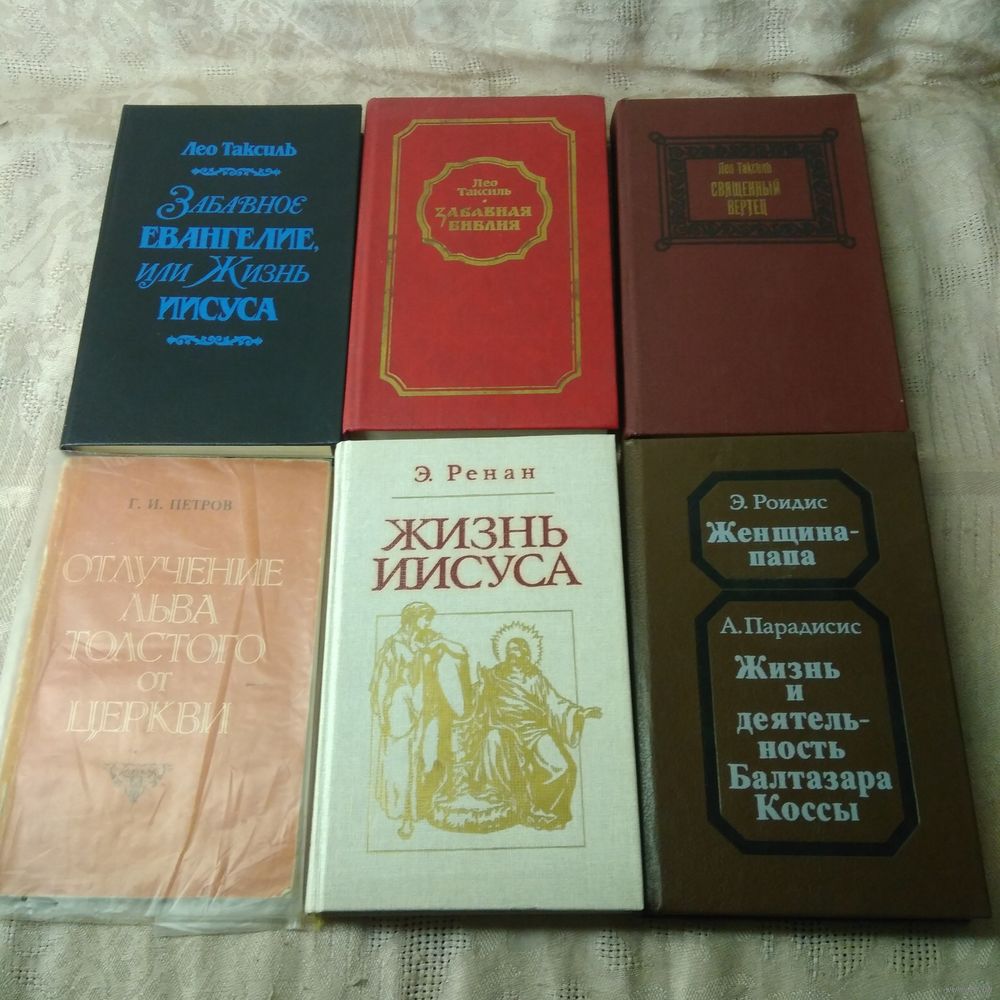 Лео Таксиль
Забавное
Евангелие,
или Жизнь
Иисуса
Лео
Таксиль
Забавная
Библия
Лео Таксиль
СВЯЩЕННЫЙ
ВЕРТЕП
Г. И. ПЕТРОВ
ОТЛУЧЕНИЕ
ЛЬВА
ТОЛСТОГО
ОТ
ЦЕРКВИ
Э. Ренан
ЖИЗНЬ
ИИСУСА
Э. Роидис
Женщина-
папа
А. Парадисис
Жизнь
и
деятель-
ность
Балтазара
Коссы